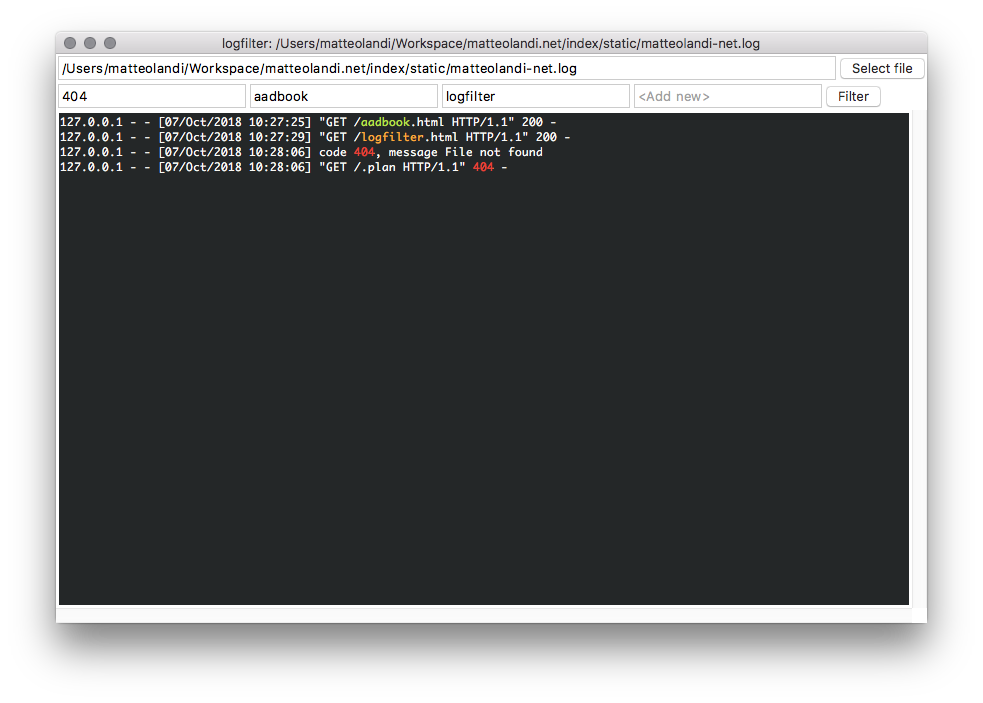 logfilter: /Users/matteolandi/Workspace/matteolandi.net/index/static/matteolandi-net.log
/Users/matteolandi/Workspace/matteolandi.net/index/static/matteolandi-net.log Select file
404 aadbook logfilter <Add new> Filter
127.0.0.1 - - [07/Oct/2018 10:27:25] "GET /aadbook.html HTTP/1.1" 200 -
127.0.0.1 - - [07/Oct/2018 10:27:29] "GET /logfilter.html HTTP/1.1" 200 -
127.0.0.1 - - [07/Oct/2018 10:28:06] code 404, message File not found
127.0.0.1 - - [07/Oct/2018 10:28:06] "GET /.plan HTTP/1.1" 404 -